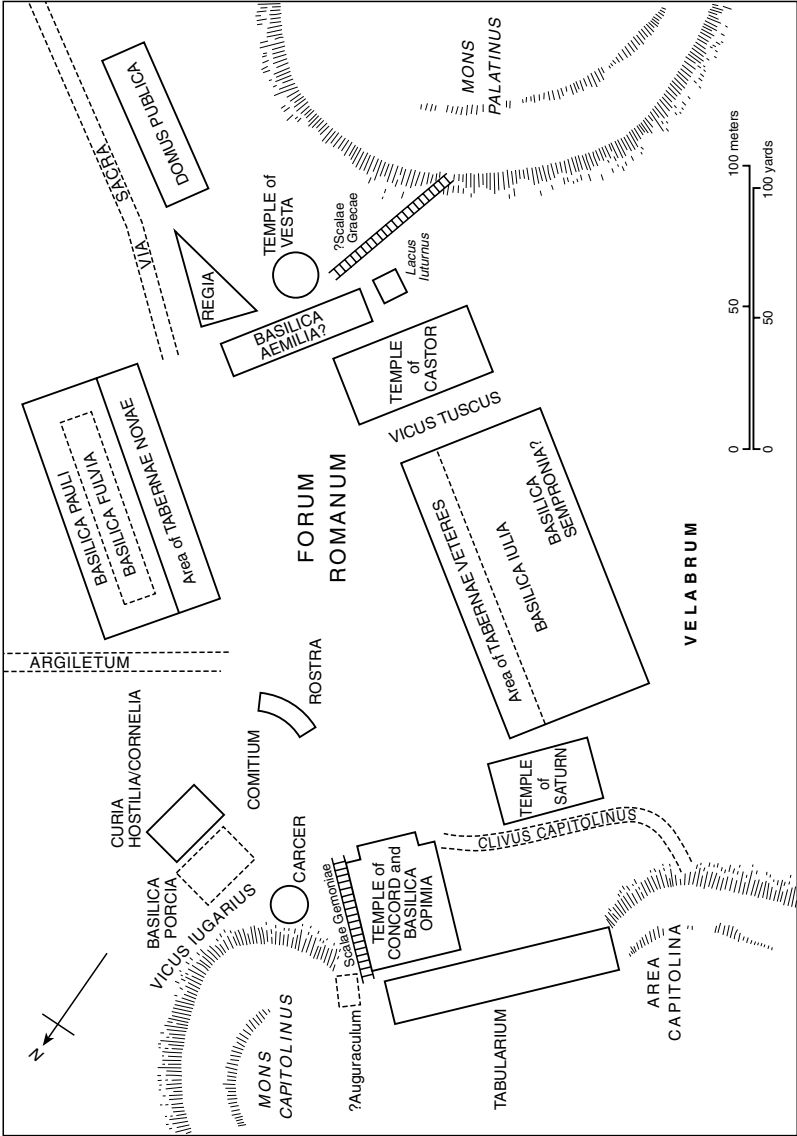 MONS
PALATINUS
VIA SACRA
DOMUS PUBLICA
REGIA
TEMPLE of
VESTA
?Scalae
Graecae
Lacus
Iuturnus
BASILICA
AEMILIA?
TEMPLE
of
CASTOR
VICUS TUSCUS
100 meters
100 yards
50
50
0
0
BASILICA PAULI
BASILICA FULVIA
Area of TABERNAE NOVAE
FORUM
ROMANUM
Area of TABERNAE VETERES
BASILICA IULIA
BASILICA
SEMPRONIA?
VELABRUM
ARGILETUM
ROSTRA
COMITIUM
CURIA
HOSTILIA/CORNELIA
BASILICA
PORCIA
VICUS IUGARIUS
CARCER
TEMPLE
of
SATURN
CLIVUS CAPITOLINUS
Scalae Gemoniae
TEMPLE of
CONCORD and
BASILICA
OPIMIA
N
MONS
CAPITOLINUS
?Auguraculum
TABULARIUM
AREA
CAPITOLINA